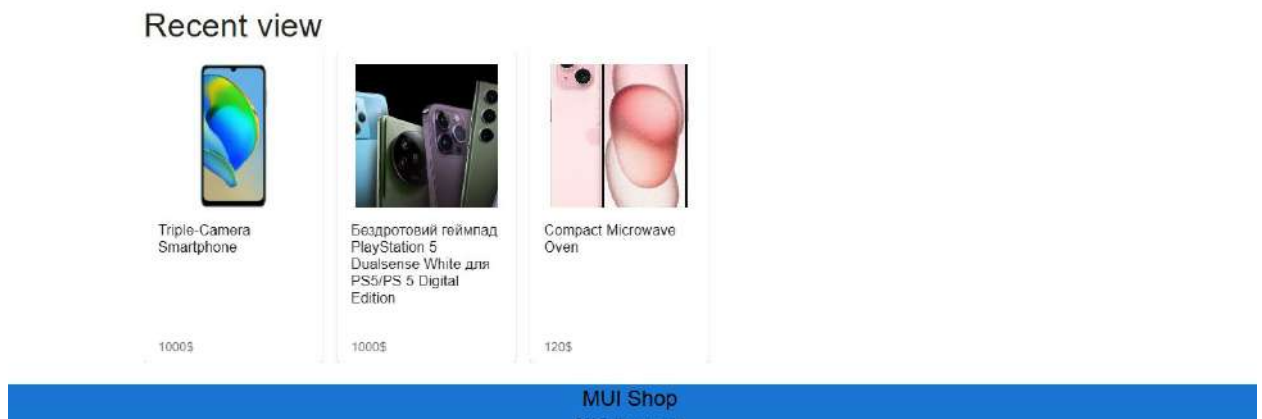 Recent view
Triple-Camera
Smartphone
1000$
Бездротовий геймпад
PlayStation 5
Dualsense White для
PS5/PS 5 Digital
Edition
1000$
Compact Microwave
Oven
120$
MUI Shop